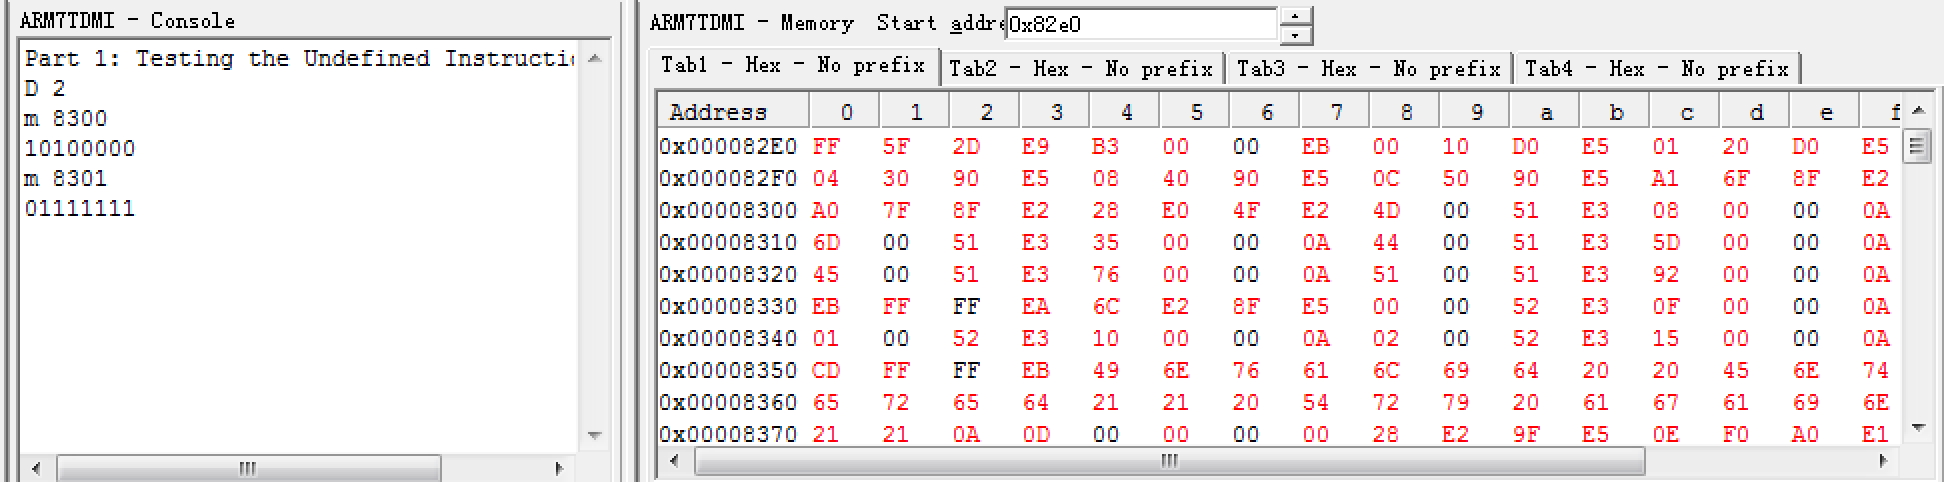 ARM7TDMI - Console
Part 1: Testing the Undefined Instructi
D 2
m 8300
10100000
m 8301
01111111
ARM7TDMI - Memory Start addre 0x82e0
Tab1 - Hex - No prefix Tab2 - Hex - No prefix Tab3 - Hex - No prefix Tab4 - Hex - No prefix
Address 0 1 2 3 4 5 6 7 8 9 a b c d e f
0x000082E0 FF 5F 2D E9 B3 00 00 EB 00 10 D0 E5 01 20 D0 E5
0x000082F0 04 30 90 E5 08 40 90 E5 0C 50 90 E5 A1 6F 8F E2
0x00008300 A0 7F 8F E2 28 E0 4F E2 4D 00 51 E3 08 00 00 0A
0x00008310 6D 00 51 E3 35 00 00 0A 44 00 51 E3 5D 00 00 0A
0x00008320 45 00 51 E3 76 00 00 0A 51 00 51 E3 92 00 00 0A
0x00008330 EB FF FF EA 6C E2 8F E5 00 00 52 E3 0F 00 00 0A
0x00008340 01 00 52 E3 10 00 00 0A 02 00 52 E3 15 00 00 0A
0x00008350 CD FF FF EB 49 6E 76 61 6C 69 64 20 20 45 6E 74
0x00008360 65 72 65 64 21 21 20 54 72 79 20 61 67 61 69 6E
0x00008370 21 21 0A 0D 00 00 00 00 28 E2 9F E5 0E F0 A0 E1